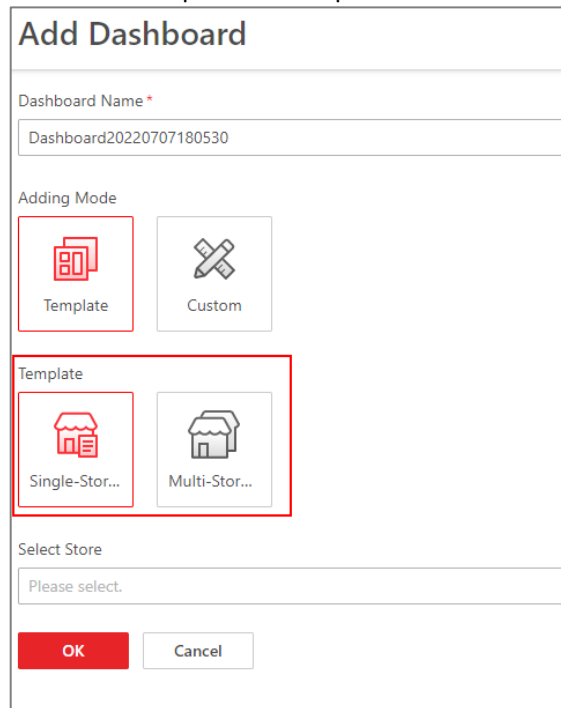 Add Dashboard
Dashboard Name *
Dashboard20220707180530
Adding Mode
Template
Custom
Template
Single-Stor...
Multi-Stor...
Select Store
Please select.
OK
Cancel